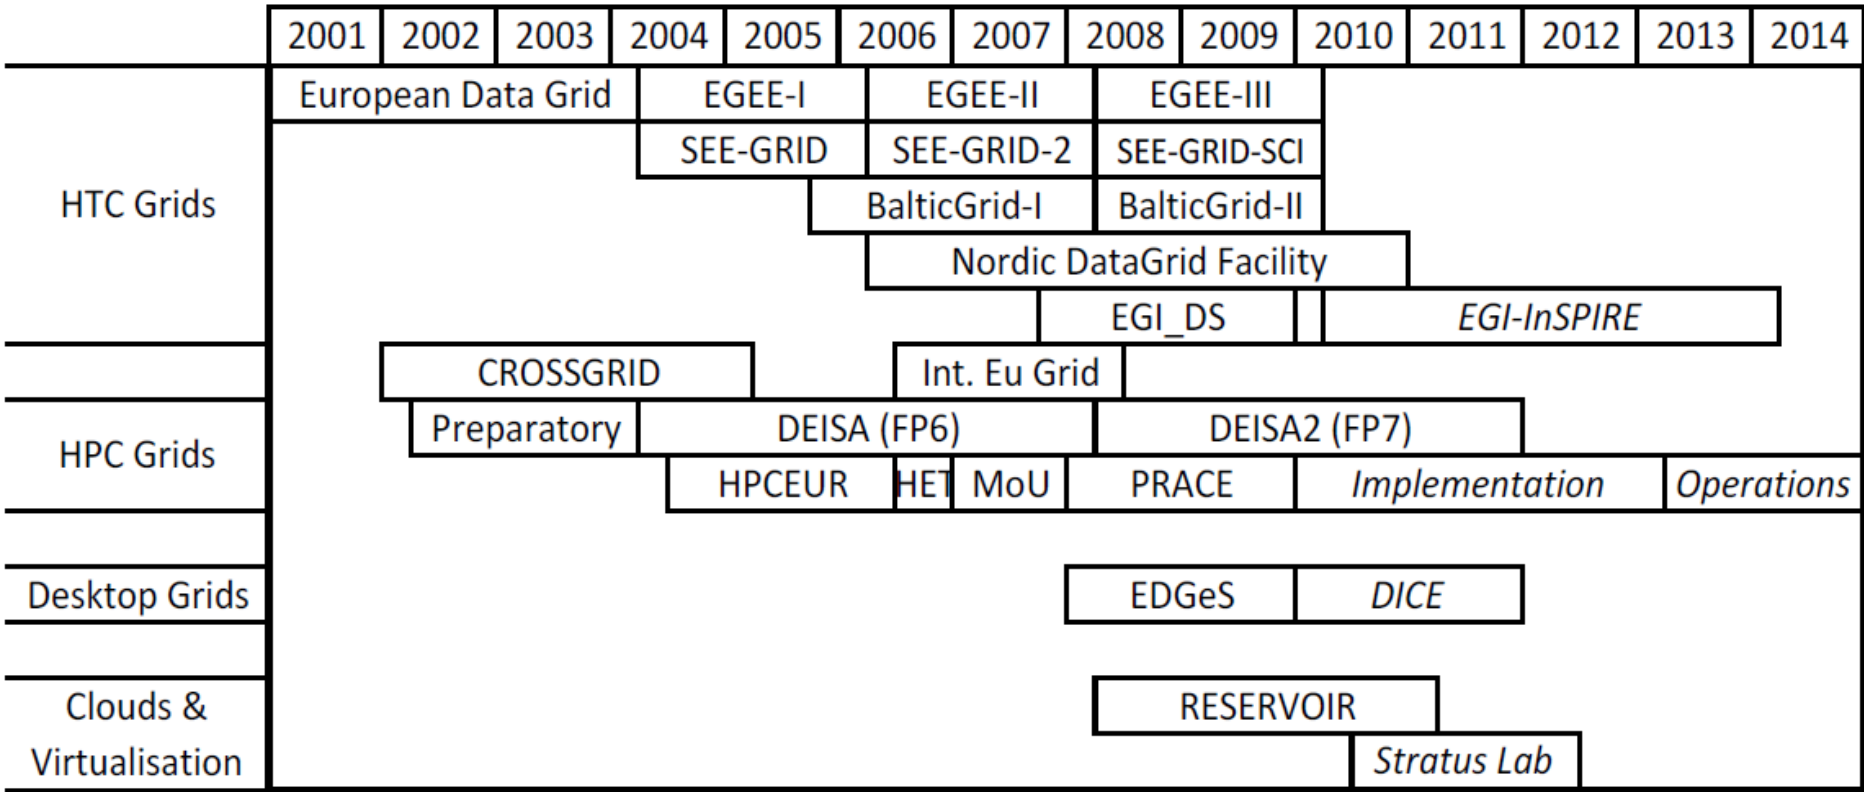 2001 2002 2003 2004 2005 2006 2007 2008 2009 2010 2011 2012 2013 2014
European Data Grid EGEE-I EGEE-II EGEE-III
SEE-GRID SEE-GRID-2 SEE-GRID-SCI
HTC Grids BalticGrid-I BalticGrid-II
Nordic DataGrid Facility
EGI_DS EGI-InSPIRE
CROSSGRID Int. Eu Grid
HPC Grids
Preparatory DEISA (FP6) DEISA2 (FP7)
HPCEUR HET MoU PRACE Implementation Operations
Desktop Grids EDGeS DICE
Clouds & RESERVOIR
Virtualisation Stratus Lab